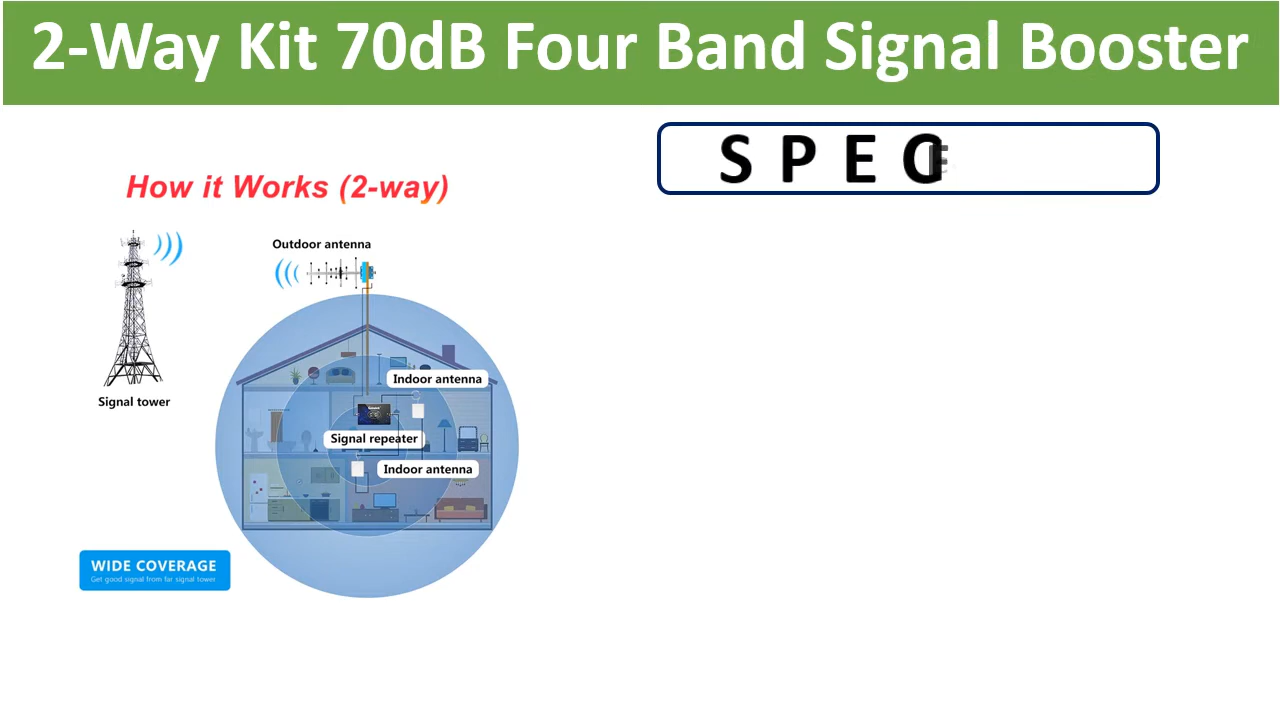 2-Way Kit 70dB Four Band Signal Booster
S P E C
How it Works (2-way)
Outdoor antenna
Indoor antenna
Signal tower
Signal repeater
Indoor antenna
WIDE COVERAGE
Get good signal from far signal tower